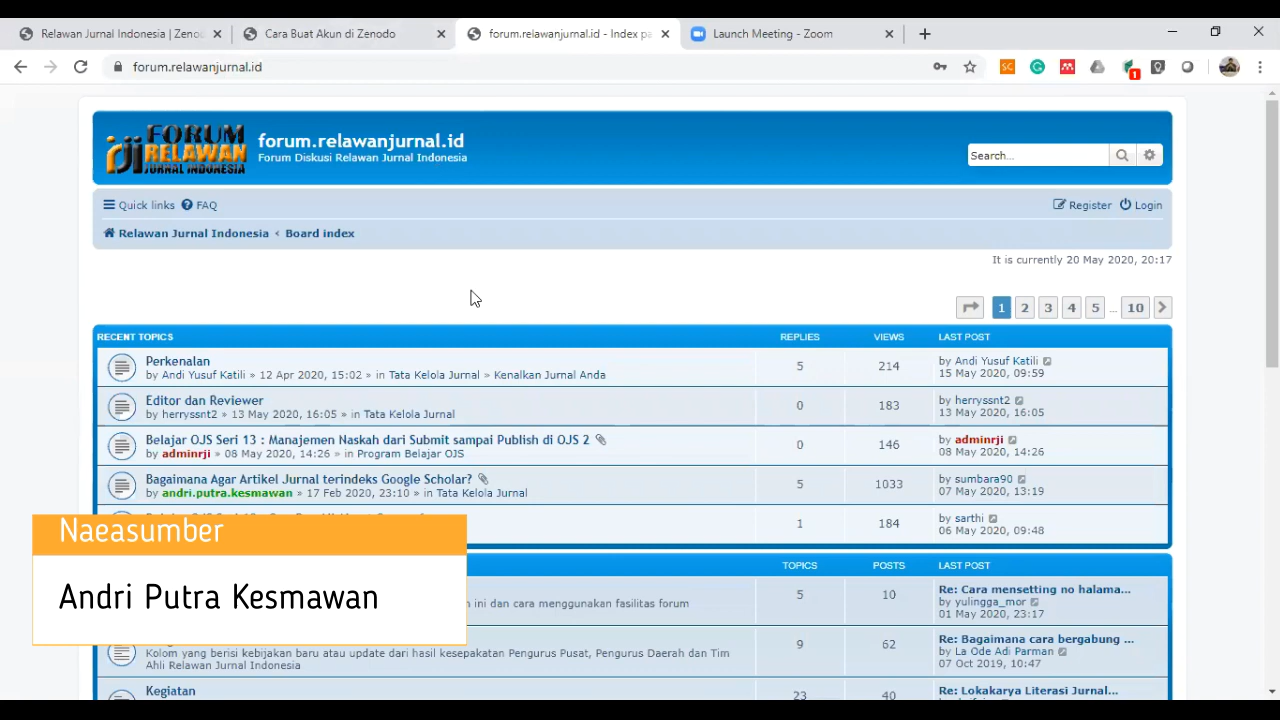 Relawan Jurnal Indonesia | Zeno
Cara Buat Akun di Zenodo
forum.relawanjurnal.id - Index pa
Launch Meeting - Zoom
forum.relawanjurnal.id
SC
1
FORUM
RELAWAN
JURNAL INDONESIA
forum.relawanjurnal.id
Forum Diskusi Relawan Jurnal Indonesia
Search...
Quick links FAQ
Register Login
Relawan Jurnal Indonesia ‹ Board index
It is currently 20 May 2020, 20:17
1 2 3 4 5 ... 10
RECENT TOPICS REPLIES VIEWS LAST POST
Perkenalan
by Andi Yusuf Katili » 12 Apr 2020, 15:02 » in Tata Kelola Jurnal » Kenalkan Jurnal Anda
5
214
by Andi Yusuf Katili
15 May 2020, 09:59
Editor dan Reviewer
by herryssnt2 » 13 May 2020, 16:05 » in Tata Kelola Jurnal
0
183
by herryssnt2
13 May 2020, 16:05
Belajar OJS Seri 13 : Manajemen Naskah dari Submit sampai Publish di OJS 2
by adminrji » 08 May 2020, 14:26 » in Program Belajar OJS
0
146
by adminrji
08 May 2020, 14:26
Bagaimana Agar Artikel Jurnal terindeks Google Scholar?
by andri.putra.kesmawan » 17 Feb 2020, 23:10 » in Tata Kelola Jurnal
5
1033
by sumbara90
07 May 2020, 13:19
1
184
by sarthi
06 May 2020, 09:48
Naeasumber
Andri Putra Kesmawan
TOPICS POSTS LAST POST
ini dan cara menggunakan fasilitas forum
5
10
Re: Cara mensetting no halama...
by yulingga_mor
01 May 2020, 23:17
Kolom yang berisi kebijakan baru atau update dari hasil kesepakatan Pengurus Pusat, Pengurus Daerah dan Tim
Ahli Relawan Jurnal Indonesia
9
62
Re: Bagaimana cara bergabung ...
by La Ode Adi Parman
07 Oct 2019, 10:47
Kegiatan
23
40
Re: Lokakarya Literasi Jurnal...